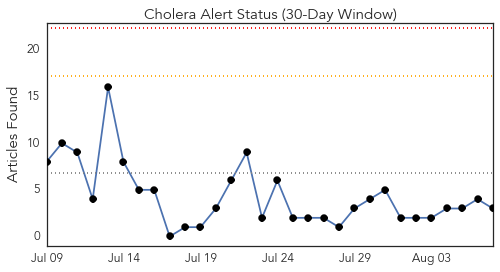 Cholera Alert Status (30-Day Window)
Articles Found
20
15
10
5
0
Jul 09 Jul 14 Jul 19 Jul 24 Jul 29 Aug 03